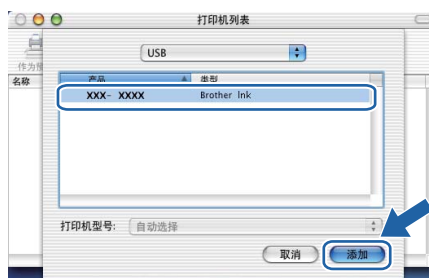 打印机列表
USB
作为预
名称
产品 类型
XXX- XXXX Brother Ink
打印机型号: 自动选择
取消 添加